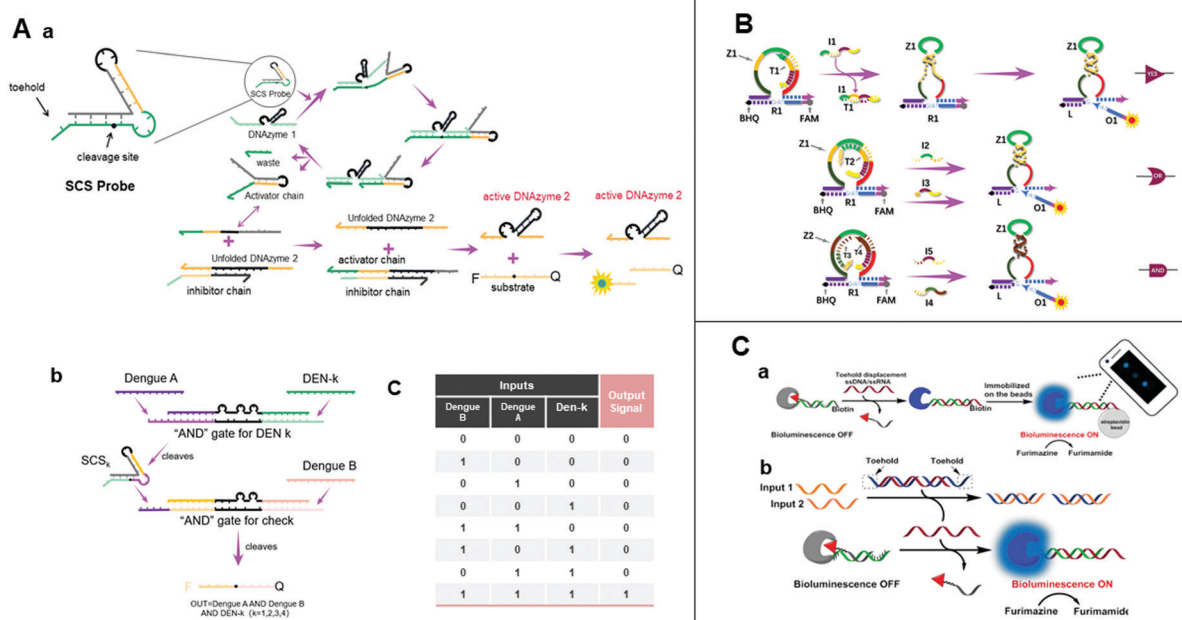 A
a
toehold
cleavage site
SCS Probe
SCS Probe
DNAzyme 1
waste
Activator chain
Unfolded DNAzyme 2
inhibitor chain
Unfolded DNAzyme 2
activator chain
inhibitor chain
active DNAzyme 2
F
Q
substrate
active DNAzyme 2
Q
b
Dengue A
DEN-k
“AND” gate for DEN k
SCSk
cleaves
Dengue B
“AND” gate for check
cleaves
F
Q
OUT=Dengue A AND Dengue B
AND DEN-k (k=1,2,3,4)
C
Inputs
Output Signal
Dengue B
Dengue A
Den-k
0 0 0 0
1 0 0 0
0 1 0 0
0 0 1 0
1 1 0 0
1 0 1 0
0 1 1 0
1 1 1 1
B
Z1
T1
BHQ
R1
FAM
I1
I1
T1
Z1
R1
Z1
L
O1
YES
Z1
T2
BHQ
R1
FAM
I2
I3
Z1
L
O1
OR
Z2
T3
T4
BHQ
R1
FAM
I5
I4
Z1
L
O1
AND
C
a
Toehold displacement
ssDNA/ssRNA
Biotin
Bioluminescence OFF
Immobilized
on the beads
Biotin
streptavidin
bead
Bioluminescence ON
Furimazine
Furimamide
b
Toehold
Toehold
Input 1
Input 2
Bioluminescence OFF
Bioluminescence ON
Furimazine
Furimamide